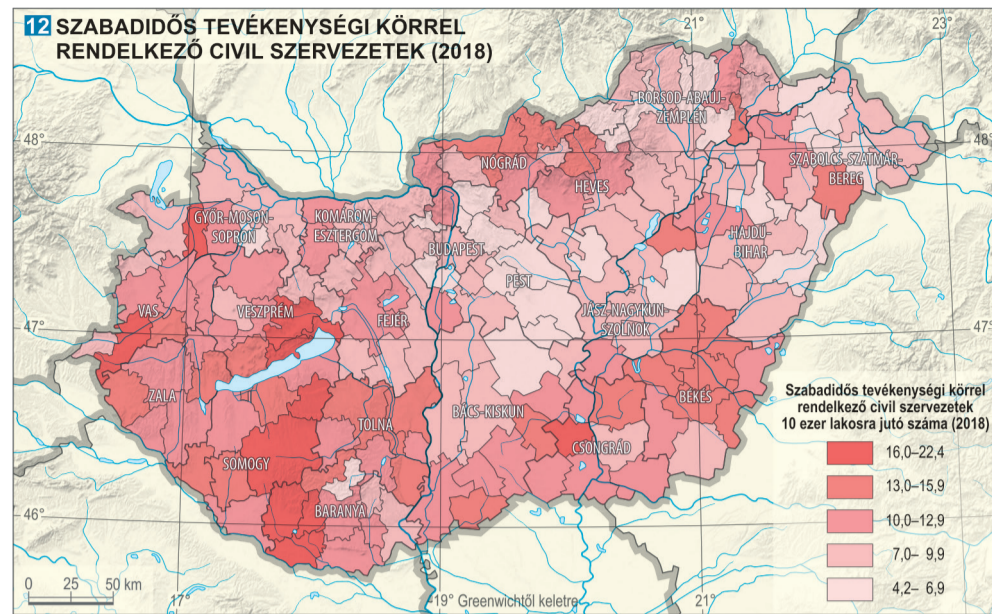 12 SZABADIDŐS TEVÉKENYSÉGI KÖRREL
RENDELKEZŐ CIVIL SZERVEZETEK (2018)
21°
23°
48°
48°
BORSOD-ABAÚJ-
ZEMPLÉN
NÓGRÁD
HEVES
SZABOLCS-SZATMÁR-
BEREG
GYŐR-MOSON-
SOPRON
KOMÁROM-
ESZTERGOM
BUDAPEST
HAJDÚ-
BIHAR
PEST
VAS
VESZPRÉM
FEJÉR
JÁSZ-NAGYKUN-
SZOLNOK
47°
47°
ZALA
TOLNA
BÁCS-KISKUN
BÉKÉS
CSONGRÁD
SOMOGY
BARANYA
46°
46°
Szabadidős tevékenységi körrel
rendelkező civil szervezetek
10 ezer lakosra jutó száma (2018)
16,0–22,4
13,0–15,9
10,0–12,9
7,0– 9,9
4,2– 6,9
0 25 50 km
17°
19° Greenwichtől keletre
21°